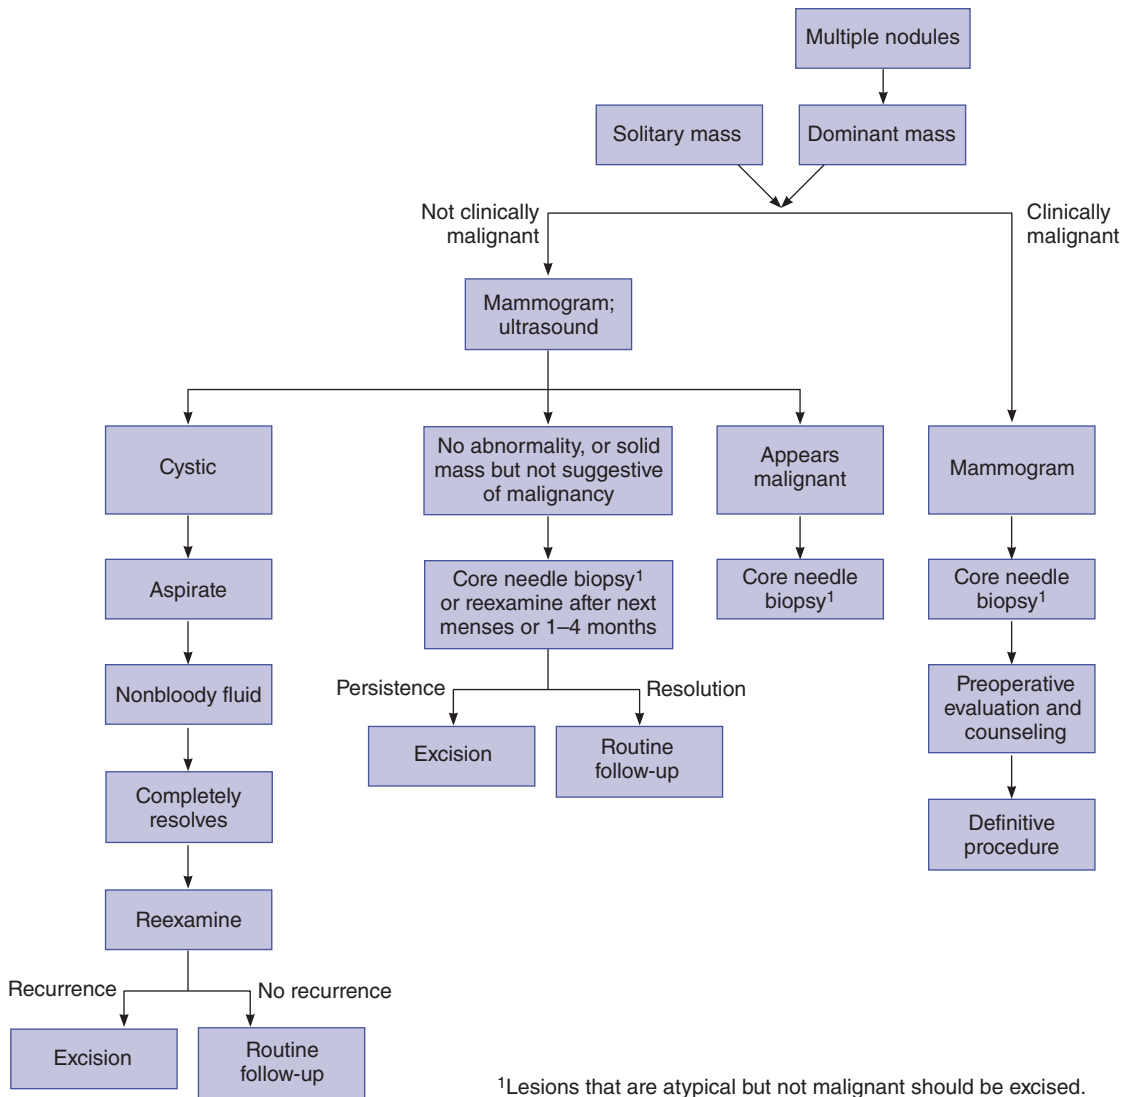 Multiple nodules
Solitary mass
Dominant mass
Not clinically
malignant
Clinically
malignant
Mammogram;
ultrasound
Cystic
No abnormality, or solid
mass but not suggestive
of malignancy
Appears
malignant
Mammogram
Aspirate
Core needle biopsy¹
or reexamine after next
menses or 1–4 months
Core needle
biopsy¹
Core needle
biopsy¹
Nonbloody fluid
Persistence
Resolution
Preoperative
evaluation and
counseling
Excision
Routine
follow-up
Completely
resolves
Definitive
procedure
Reexamine
Recurrence
No recurrence
Excision
Routine
follow-up
¹Lesions that are atypical but not malignant should be excised.